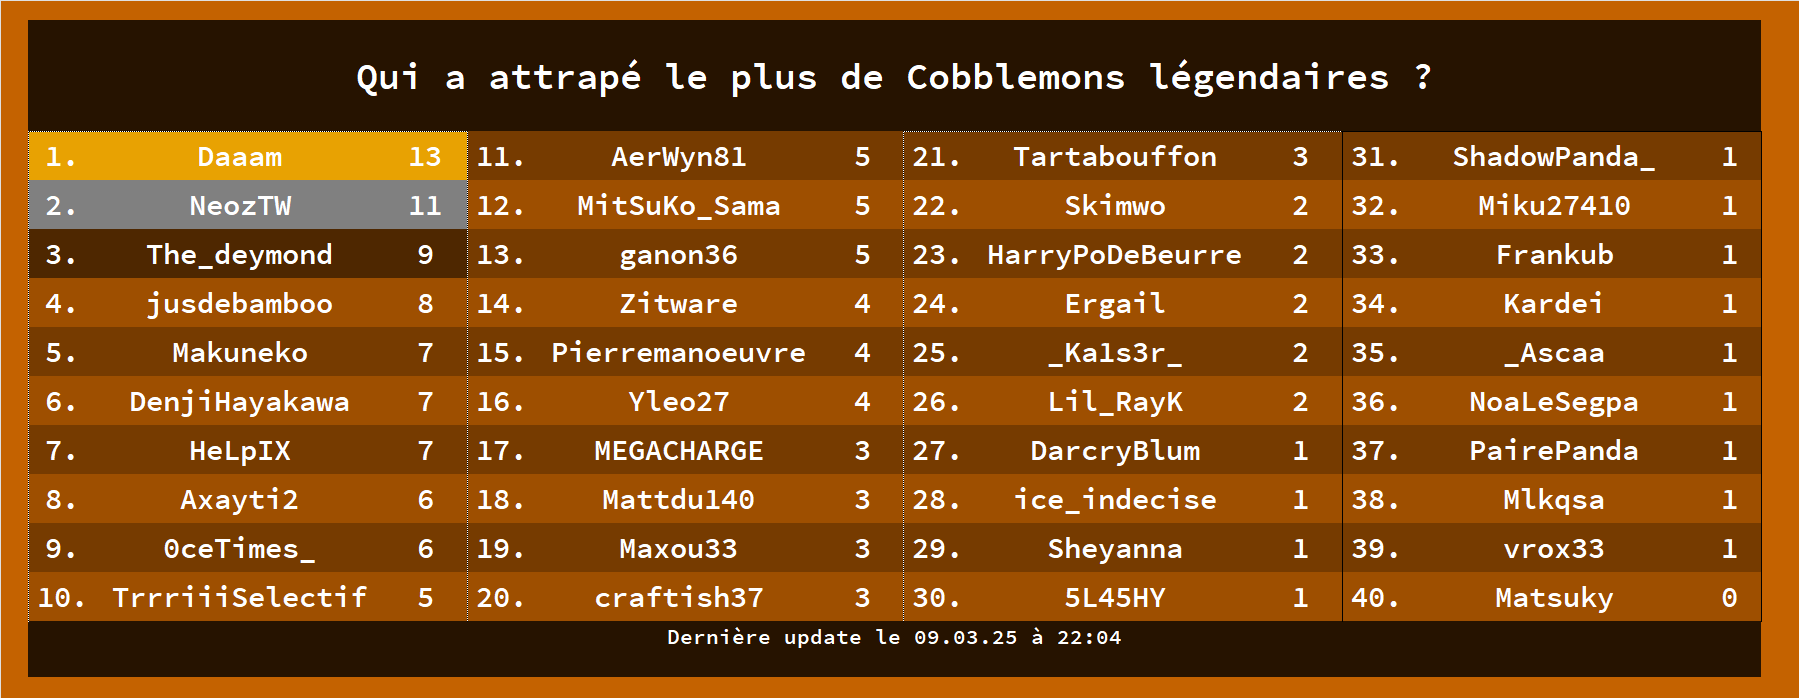 Qui a attrapé le plus de Cobblemons légendaires ?
1. Daaam 13
2. NeozTW 11
3. The_deymond 9
4. jusdebamboo 8
5. Makuneko 7
6. DenjiHayakawa 7
7. HeLpIX 7
8. Axayti2 6
9. 0ceTimes_ 6
10. TrrriiiSelectif 5
11. AerWyn81 5
12. MitSuKo_Sama 5
13. ganon36 5
14. Zitware 4
15. Pierremanoeuvre 4
16. Yleo27 4
17. MEGACHARGE 3
18. Mattdu140 3
19. Maxou33 3
20. craftish37 3
21. Tartabouffon 3
22. Skimwo 2
23. HarryPoDeBeurre 2
24. Ergail 2
25. _Ka1s3r_ 2
26. Lil_RayK 2
27. DarcryBlum 1
28. ice_indecise 1
29. Sheyanna 1
30. 5L45HY 1
31. ShadowPanda_ 1
32. Miku27410 1
33. Frankub 1
34. Kardei 1
35. _Ascaa 1
36. NoaLeSegpa 1
37. PairePanda 1
38. Mlkqsa 1
39. vrox33 1
40. Matsuky 0
Dernière update le 09.03.25 à 22:04